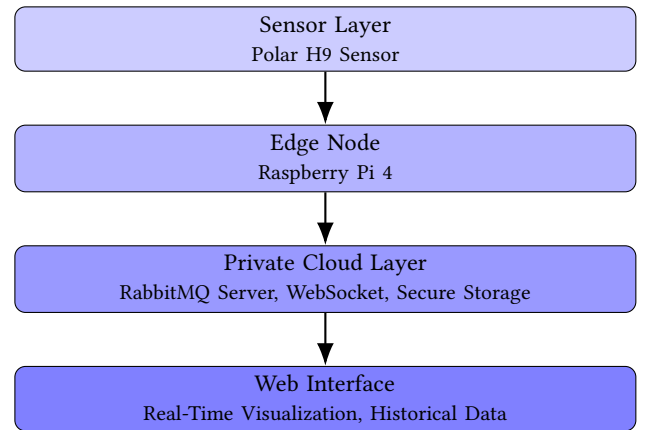 Sensor Layer
Polar H9 Sensor
Edge Node
Raspberry Pi 4
Private Cloud Layer
RabbitMQ Server, WebSocket, Secure Storage
Web Interface
Real-Time Visualization, Historical Data